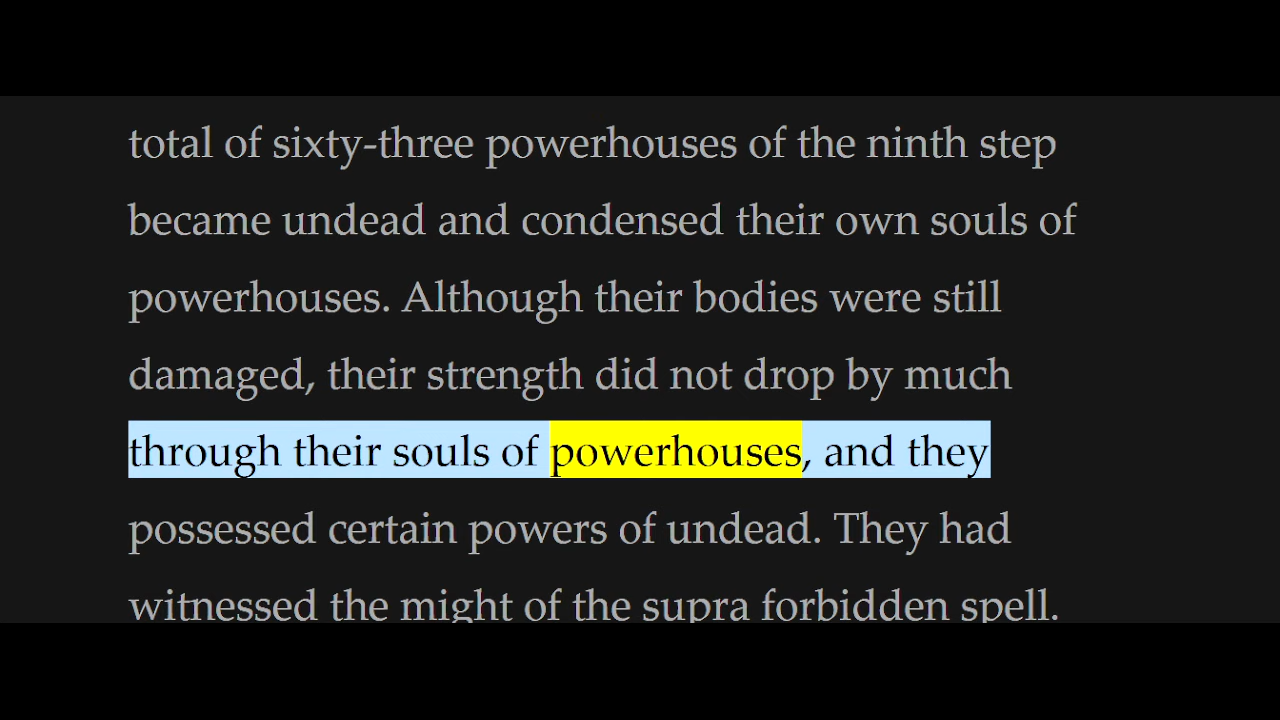 total of sixty-three powerhouses of the ninth step
became undead and condensed their own souls of
powerhouses. Although their bodies were still
damaged, their strength did not drop by much
through their souls of powerhouses, and they
possessed certain powers of undead. They had
witnessed the might of the supra forbidden spell.